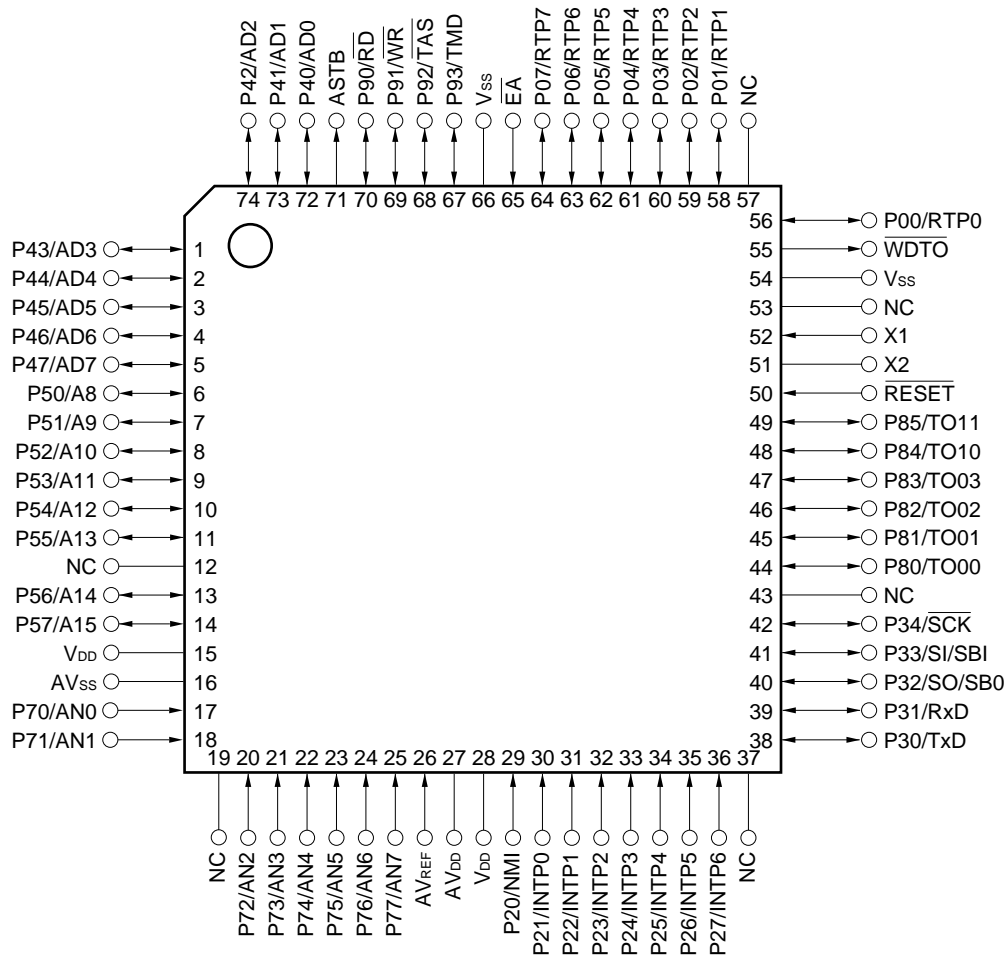 P42/AD2
P41/AD1
P40/AD0
ASTB
P90/RD
P91/WR
P92/TAS
P93/TMD
VSS
EA
P07/RTP7
P06/RTP6
P05/RTP5
P04/RTP4
P03/RTP3
P02/RTP2
P01/RTP1
NC
74 73 72 71 70 69 68 67 66 65 64 63 62 61 60 59 58 57
P43/AD3 1
P44/AD4 2
P45/AD5 3
P46/AD6 4
P47/AD7 5
P50/A8 6
P51/A9 7
P52/A10 8
P53/A11 9
P54/A12 10
P55/A13 11
NC 12
P56/A14 13
P57/A15 14
VDD 15
AVSS 16
P70/AN0 17
P71/AN1 18
56 P00/RTP0
55 WDTO
54 VSS
53 NC
52 X1
51 X2
50 RESET
49 P85/TO11
48 P84/TO10
47 P83/TO03
46 P82/TO02
45 P81/TO01
44 P80/TO00
43 NC
42 P34/SCK
41 P33/SI/SBI
40 P32/SO/SB0
39 P31/RxD
38 P30/TxD
19 20 21 22 23 24 25 26 27 28 29 30 31 32 33 34 35 36 37
NC
P72/AN2
P73/AN3
P74/AN4
P75/AN5
P76/AN6
P77/AN7
AVREF
AVDD
VDD
P20/NMI
P21/INTP0
P22/INTP1
P23/INTP2
P24/INTP3
P25/INTP4
P26/INTP5
P27/INTP6
NC